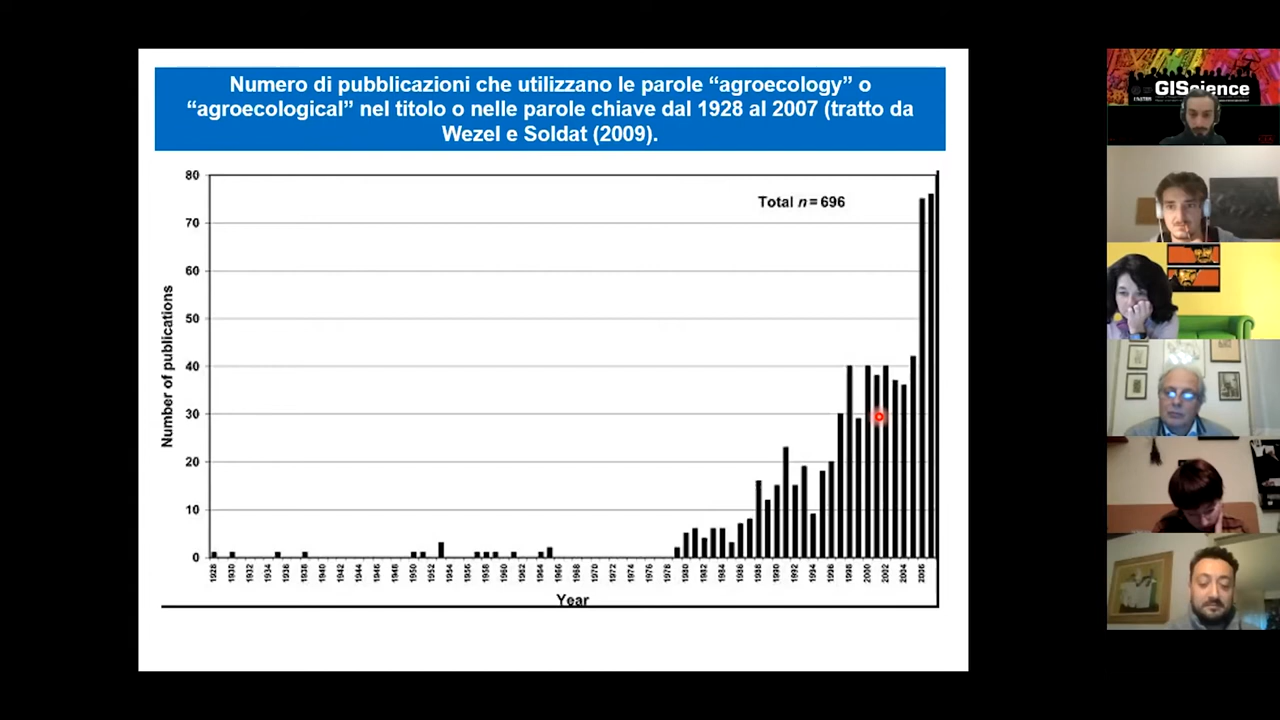 Numero di pubblicazioni che utilizzano le parole “agroecology” o
“agroecological” nel titolo o nelle parole chiave dal 1928 al 2007 (tratto da
Wezel e Soldat (2009).
80
Total n = 696
70
60
50
40
30
20
10
0
Number of publications
1928 1930 1932 1934 1936 1938 1940 1942 1944 1946 1948 1950 1952 1954 1956 1958 1960 1962 1964 1966 1968 1970 1972 1974 1976 1978 1980 1982 1984 1986 1988 1990 1992 1994 1996 1998 2000 2002 2004 2006
Year
GIScience